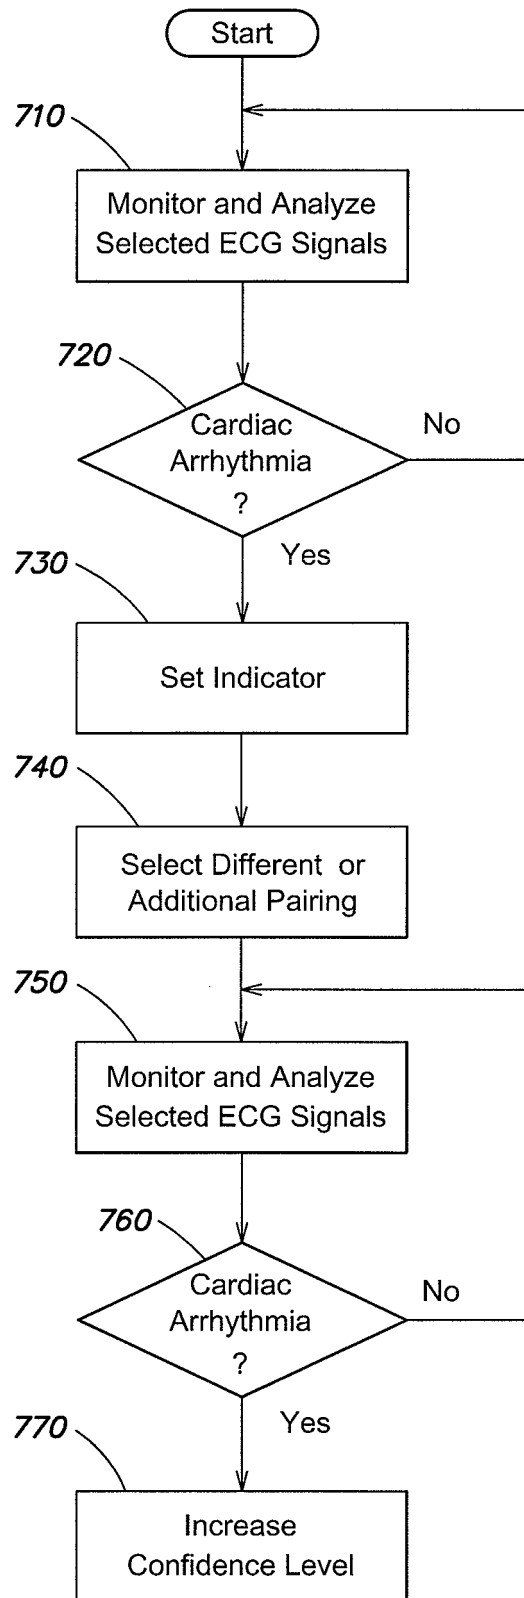 Start
710
Monitor and Analyze
Selected ECG Signals
720
Cardiac
Arrhythmia
?
No
Yes
730
Set Indicator
740
Select Different or
Additional Pairing
750
Monitor and Analyze
Selected ECG Signals
760
Cardiac
Arrhythmia
?
No
Yes
770
Increase
Confidence Level